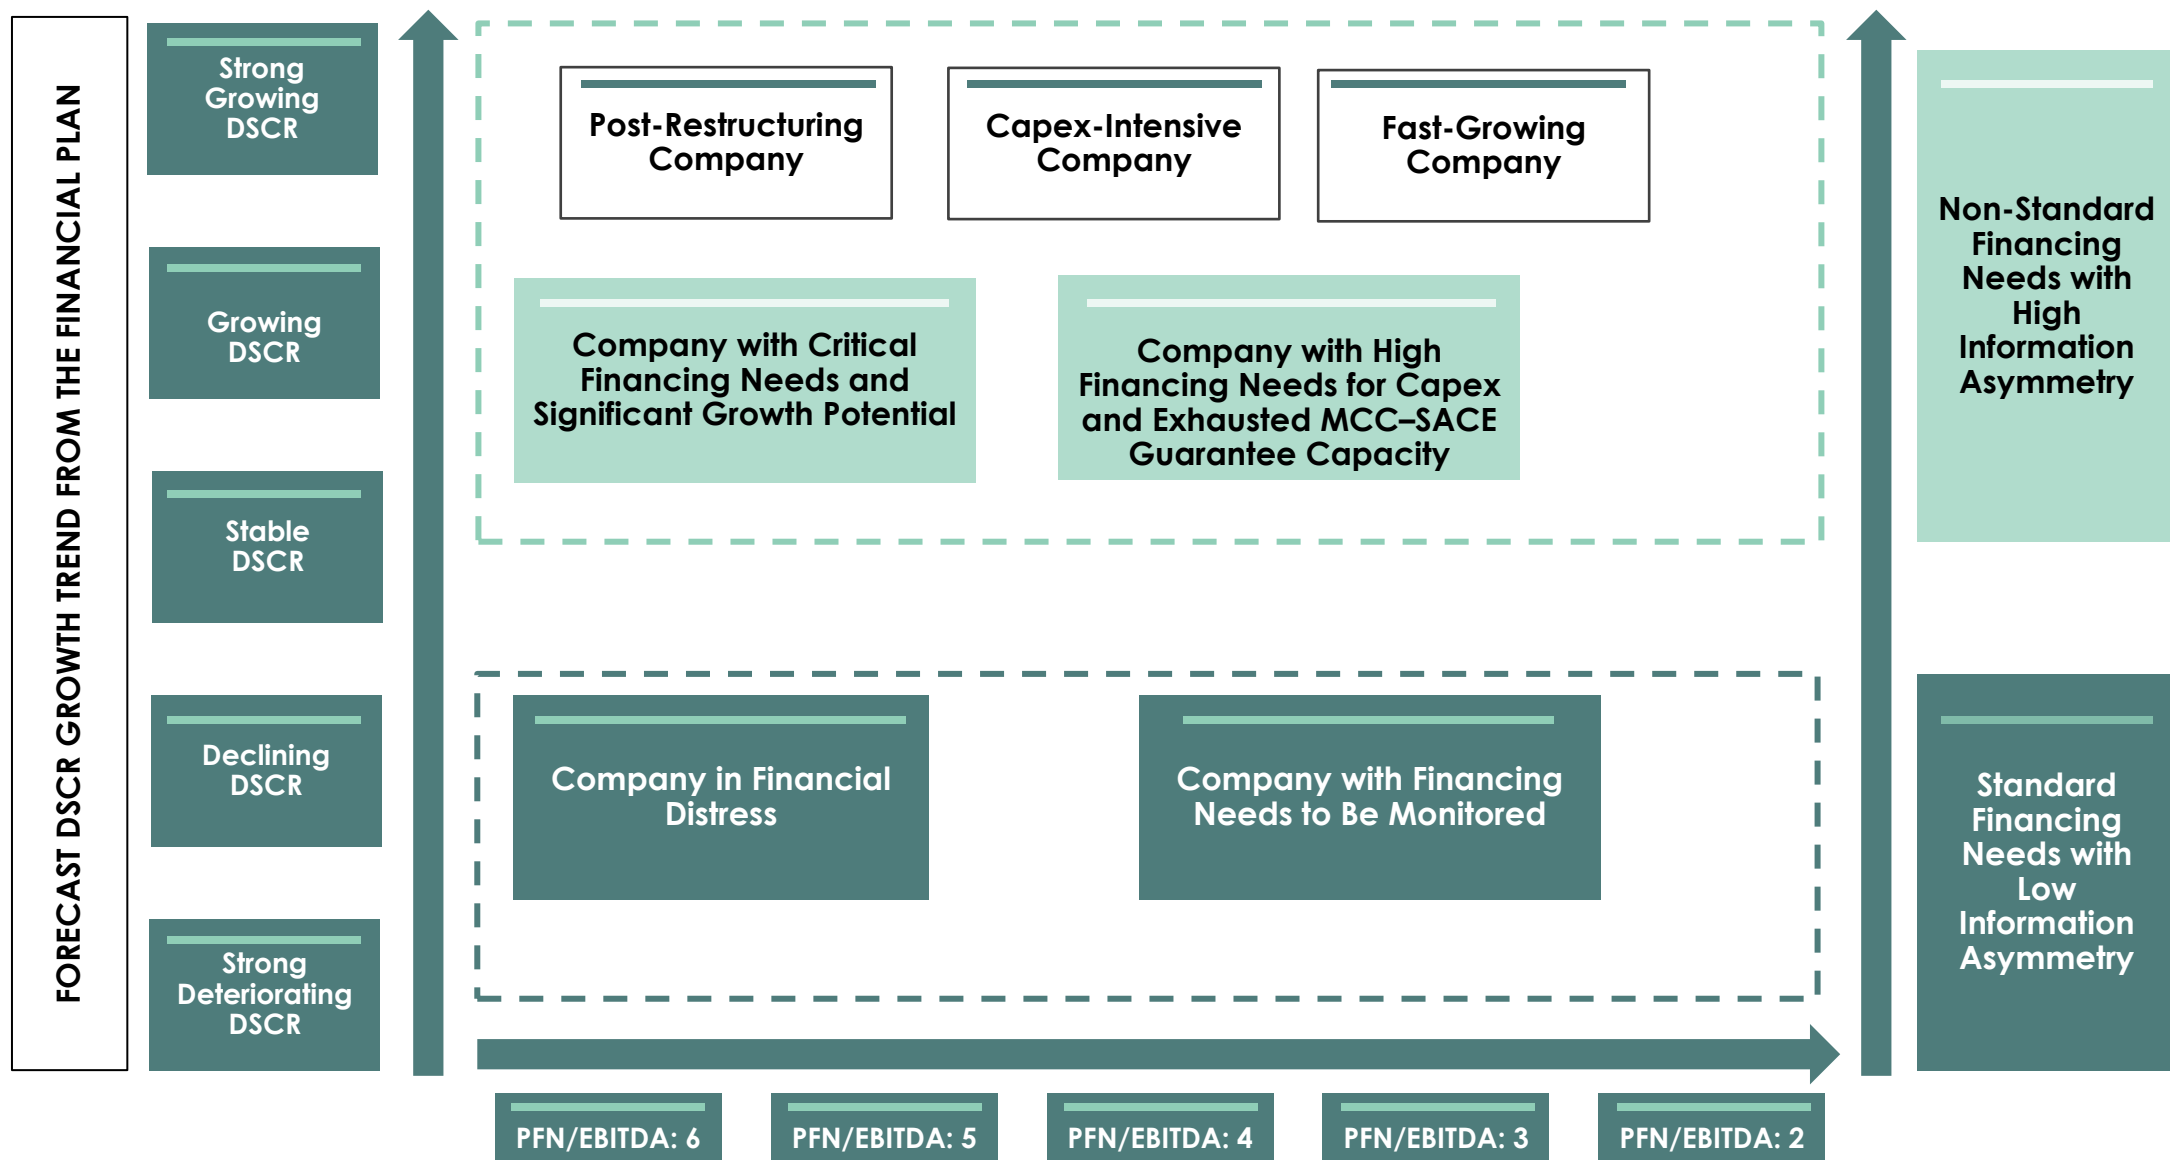 FORECAST DSCR GROWTH TREND FROM THE FINANCIAL PLAN
Strong
Growing
DSCR
Growing
DSCR
Stable
DSCR
Declining
DSCR
Strong
Deteriorating
DSCR
Post-Restructuring
Company
Capex-Intensive
Company
Fast-Growing
Company
Company with Critical
Financing Needs and
Significant Growth Potential
Company with High
Financing Needs for Capex
and Exhausted MCC–SACE
Guarantee Capacity
Company in Financial
Distress
Company with Financing
Needs to Be Monitored
Non-Standard
Financing
Needs with
High
Information
Asymmetry
Standard
Financing
Needs with
Low
Information
Asymmetry
PFN/EBITDA: 6
PFN/EBITDA: 5
PFN/EBITDA: 4
PFN/EBITDA: 3
PFN/EBITDA: 2